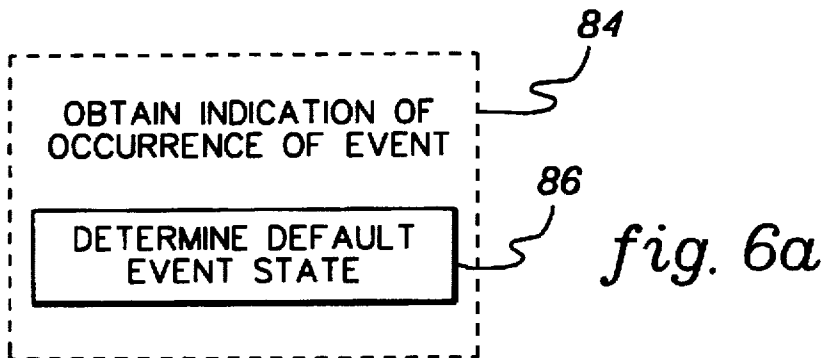 84
OBTAIN INDICATION OF
OCCURRENCE OF EVENT
86
DETERMINE DEFAULT
EVENT STATE
fig. 6a